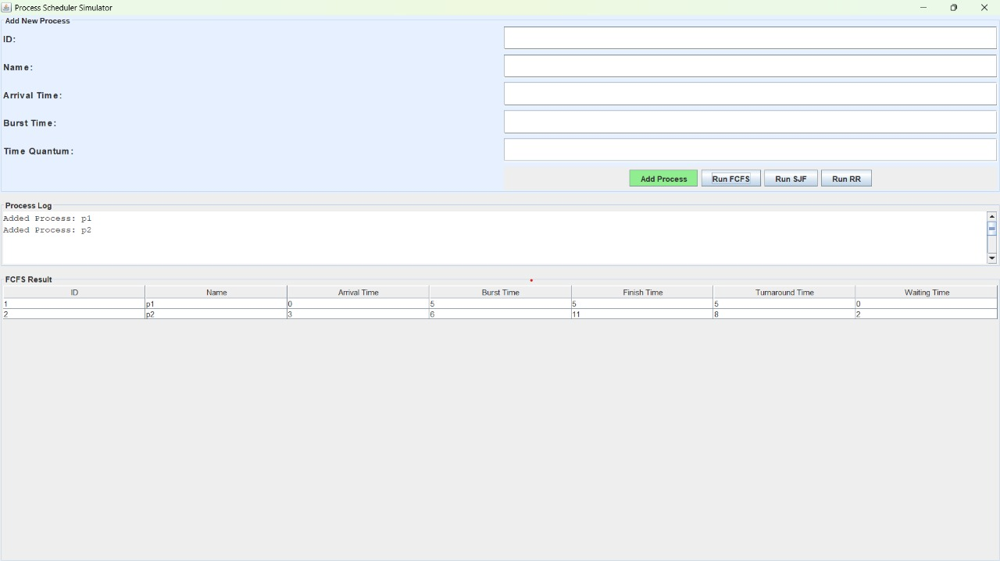 Process Scheduler Simulator
Add New Process
ID:
Name:
Arrival Time:
Burst Time:
Time Quantum:
Add Process Run FCFS Run SJF Run RR
Process Log
Added Process: p1
Added Process: p2
FCFS Result
ID Name Arrival Time Burst Time Finish Time Turnaround Time Waiting Time
1 p1 0 5 5 5 0
2 p2 3 6 11 8 2